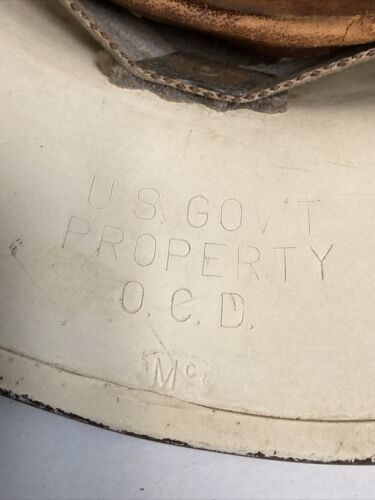 U.S. GOV'T
PROPERTY
O.C.D.
Mc